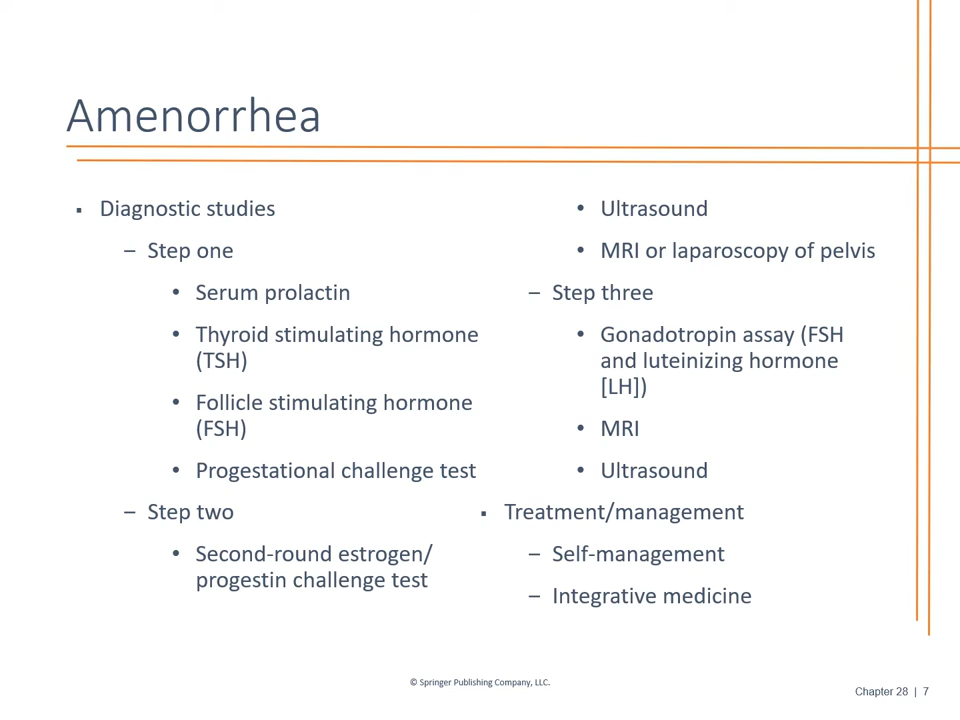 Amenorrhea
▪ Diagnostic studies
– Step one
• Serum prolactin
• Thyroid stimulating hormone
(TSH)
• Follicle stimulating hormone
(FSH)
• Progestational challenge test
– Step two
• Second-round estrogen/
progestin challenge test
• Ultrasound
• MRI or laparoscopy of pelvis
– Step three
• Gonadotropin assay (FSH
and luteinizing hormone
[LH])
• MRI
• Ultrasound
▪ Treatment/management
– Self-management
– Integrative medicine
© Springer Publishing Company, LLC.
Chapter 28 | 7